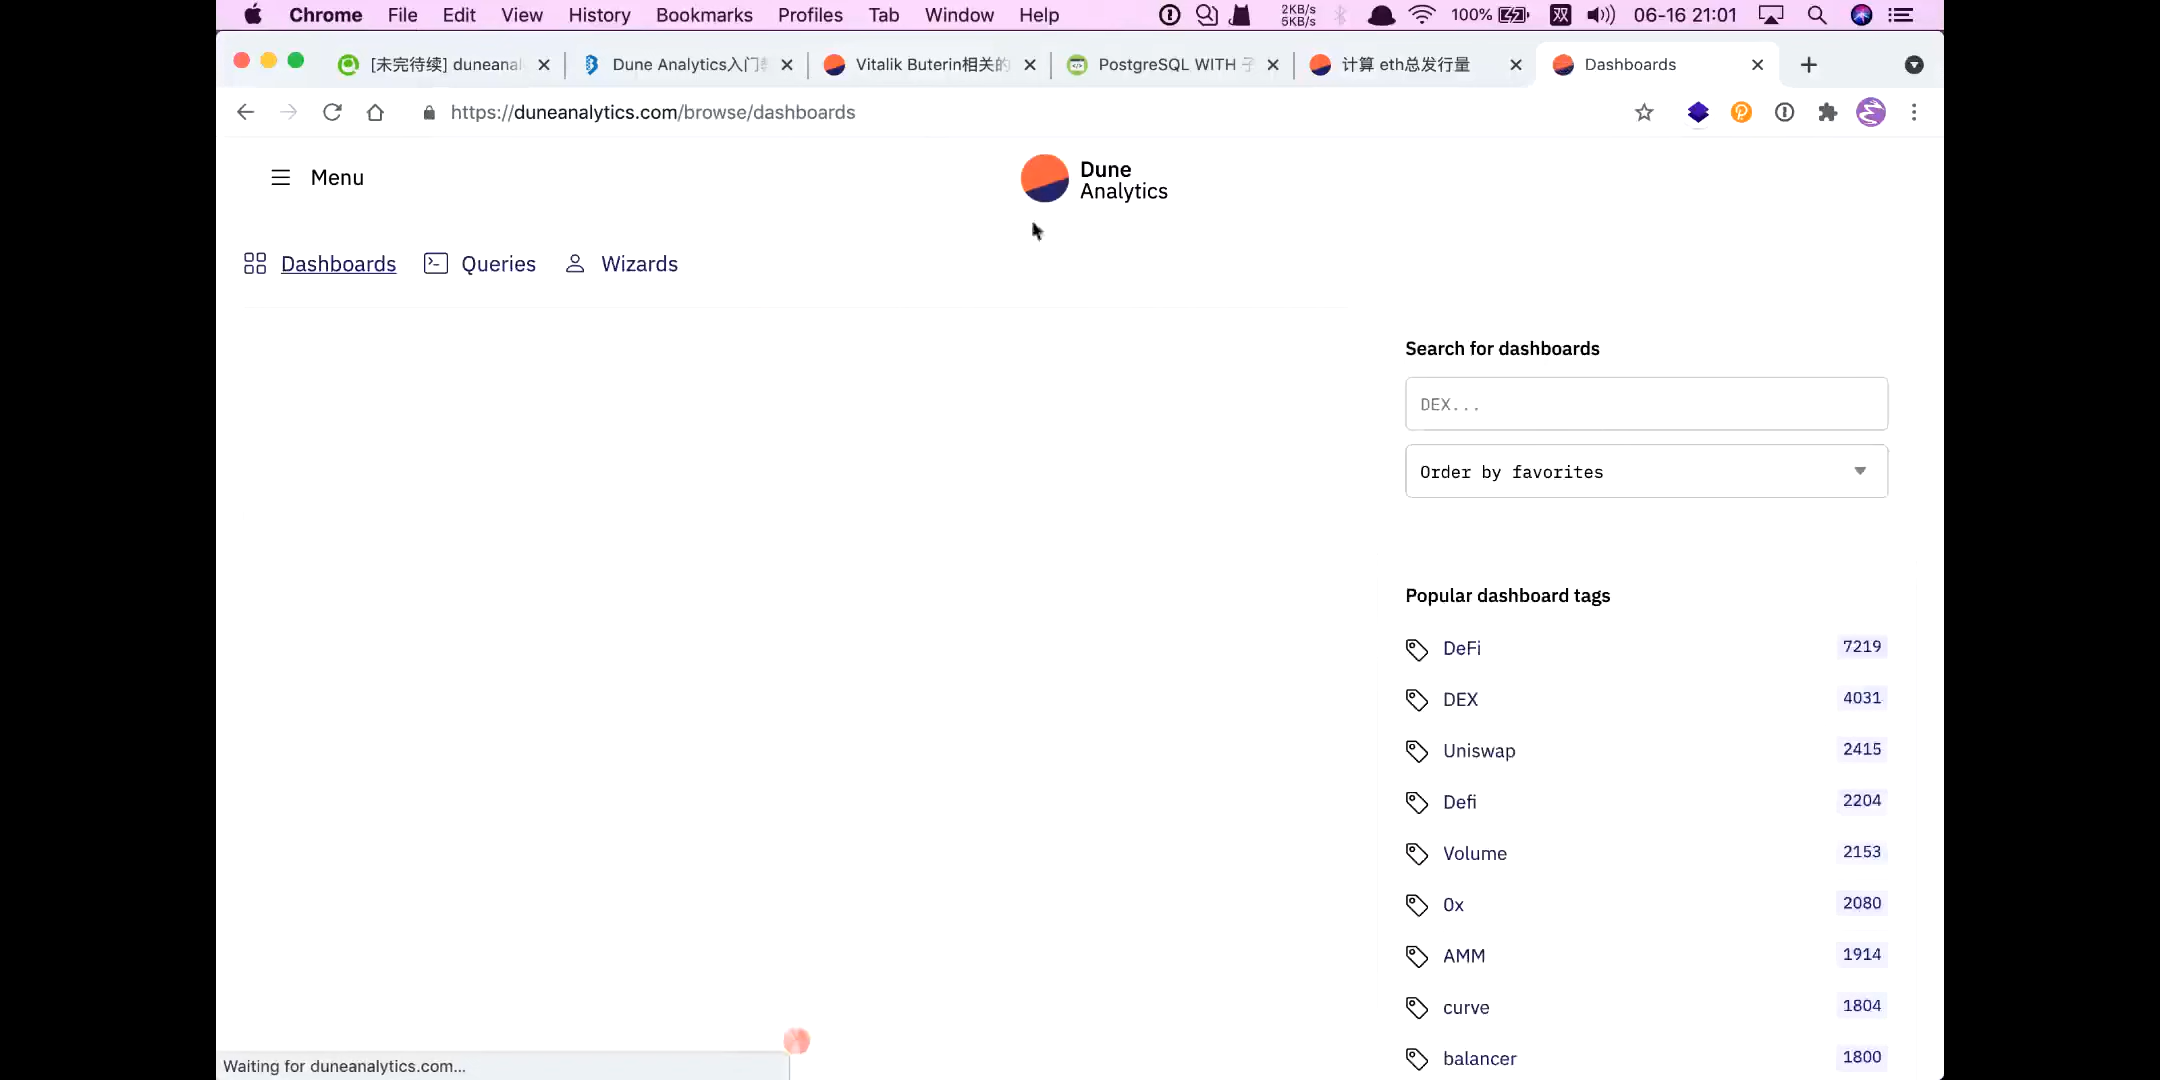 Chrome File Edit View History Bookmarks Profiles Tab Window Help 2KB/s 5KB/s 100% 双 06-16 21:01
[未完待续] duneanal Dune Analytics入门 Vitalik Buterin相关的 PostgreSQL WITH 子 计算 eth总发行量 Dashboards
https://duneanalytics.com/browse/dashboards
Menu
Dune
Analytics
Dashboards Queries Wizards
Search for dashboards
DEX...
Order by favorites
Popular dashboard tags
DeFi 7219
DEX 4031
Uniswap 2415
Defi 2204
Volume 2153
0x 2080
AMM 1914
curve 1804
balancer 1800
Waiting for duneanalytics.com...